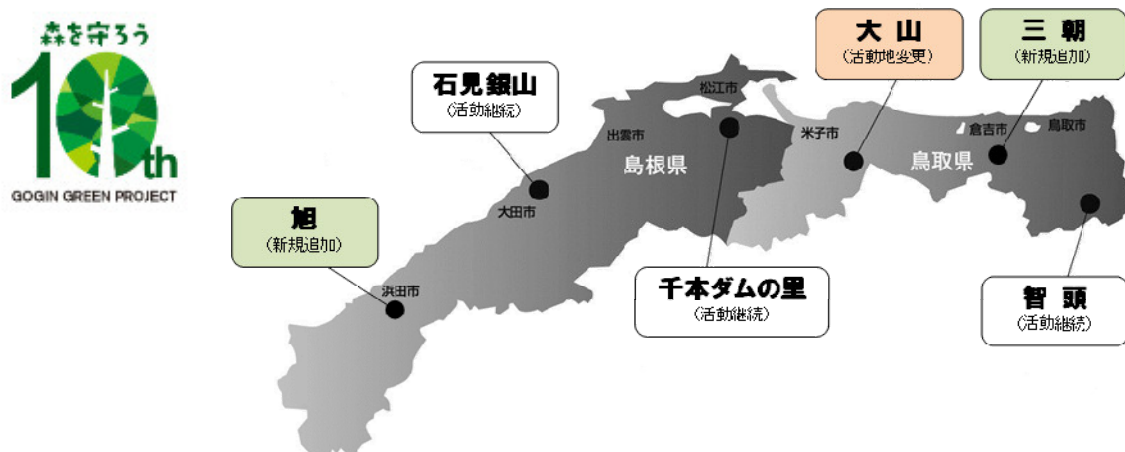 森を守ろう
10th
GOGIN GREEN PROJECT
大山
(活動地変更)
三朝
(新規追加)
石見銀山
(活動継続)
松江市
出雲市
島根県
米子市
倉吉市
鳥取市
鳥取県
大田市
旭
(新規追加)
浜田市
千本ダムの里
(活動継続)
智頭
(活動継続)